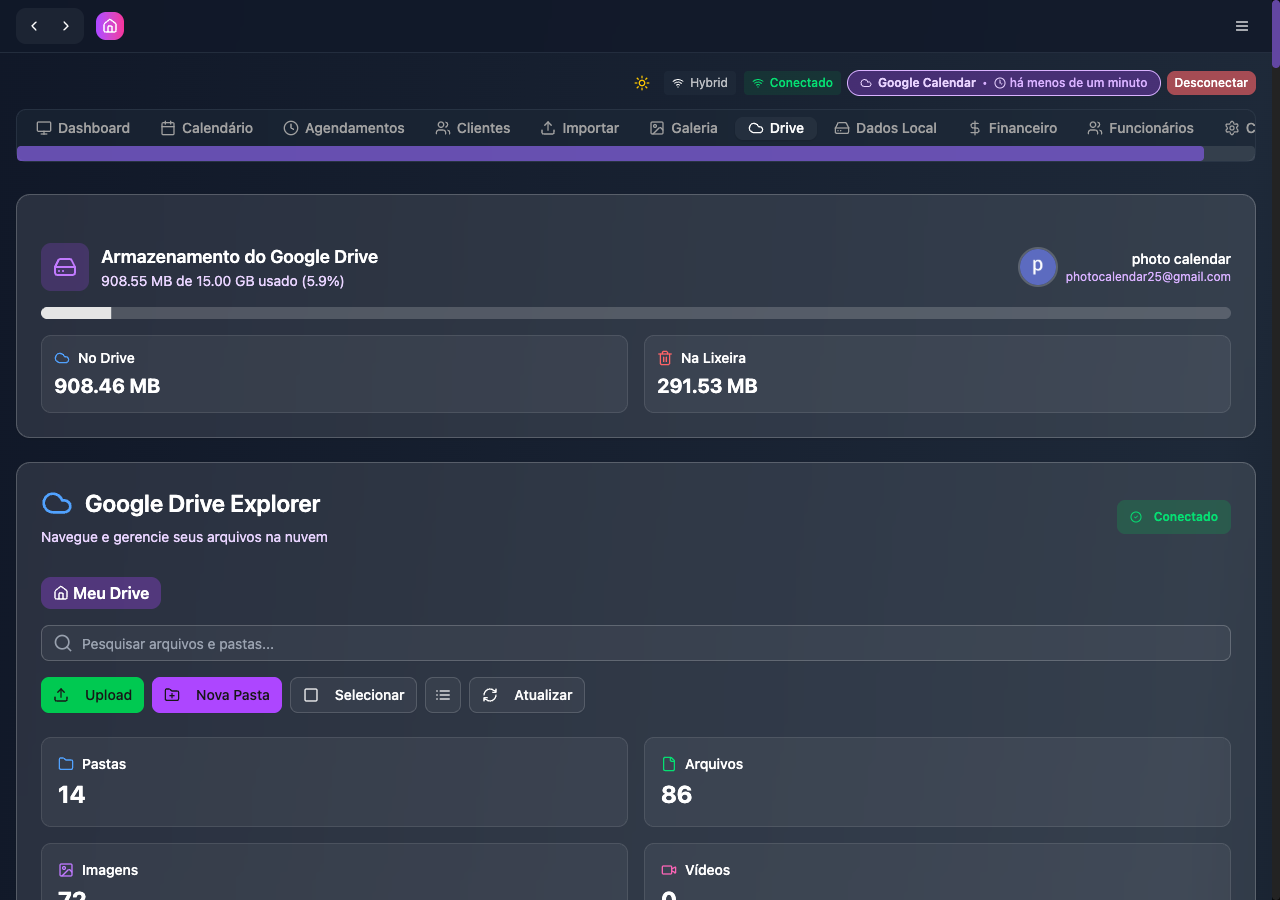 Hybrid
Conectado
Google Calendar • há menos de um minuto
Desconectar
Dashboard
Calendário
Agendamentos
Clientes
Importar
Galeria
Drive
Dados Local
Financeiro
Funcionários
C
Armazenamento do Google Drive
908.55 MB de 15.00 GB usado (5.9%)
p
photo calendar
photocalendar25@gmail.com
No Drive
908.46 MB
Na Lixeira
291.53 MB
Google Drive Explorer
Navegue e gerencie seus arquivos na nuvem
Conectado
Meu Drive
Pesquisar arquivos e pastas...
Upload
Nova Pasta
Selecionar
Atualizar
Pastas
14
Arquivos
86
Imagens
72
Vídeos
0